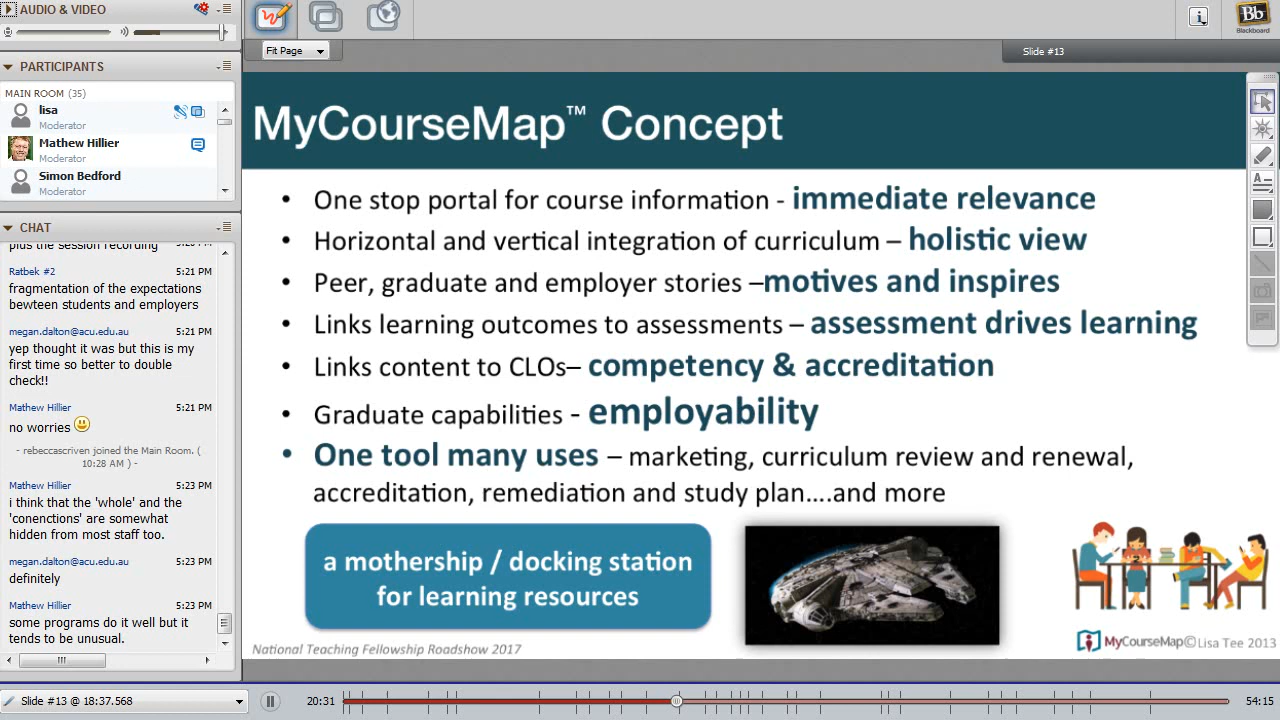 AUDIO & VIDEO
Fit Page
Slide #13
Bb
Blackboard
PARTICIPANTS
MAIN ROOM (35)
lisa
Moderator
Mathew Hillier
Moderator
Simon Bedford
Moderator
CHAT
plus the session recording
Ratbek #2 5:21 PM
fragmentation of the expectations
bewteen students and employers
megan.dalton@acu.edu.au 5:21 PM
yep thought it was but this is my
first time so better to double
check!!
Mathew Hillier 5:21 PM
no worries
- rebeccascriven joined the Main Room. (
10:28 AM ) -
Mathew Hillier 5:23 PM
i think that the 'whole' and the
'conenctions' are somewhat
hidden trom most staff too.
megan.dalton@acu.edu.au 5:23 PM
definitely
Mathew Hillier 5:23 PM
some programs do it well but it
tends to be unusual.
MyCourseMap™ Concept
• One stop portal for course information - immediate relevance
• Horizontal and vertical integration of curriculum – holistic view
• Peer, graduate and employer stories –motives and inspires
• Links learning outcomes to assessments – assessment drives learning
• Links content to CLOs– competency & accreditation
• Graduate capabilities - employability
• One tool many uses – marketing, curriculum review and renewal,
accreditation, remediation and study plan....and more
a mothership / docking station
for learning resources
National Teaching Fellowship Roadshow 2017
MyCourseMap©Lisa Tee 2013
Slide #13 @ 18:37.568
20:31
54:15